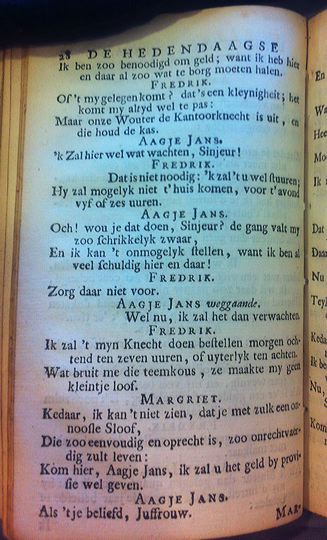 28 DE HEDENDAAGSE
Ik ben zoo benoodigd om geld; want ik heb hier
en daar al zoo wat te borg moeten halen.
FREDRIK.
Of't my gelegen komt? dat's een kleynigheit; het
komt my altyd wel te pas:
Maar onze Wouter de Kantoorknecht is uit, en
die houd de kas.
AAGJE JANS.
'k Zal hier wel wat wachten, Sinjeur!
FREDRIK.
Dat is niet noodig: 'k zal 't u wel stuuren;
Hy zal mogelyk niet t'huis komen, voor t'avond
vyf of zes uuren.
AAGJE JANS.
Och! wou je dat doen, Sinjeur? de gang valt my
zoo schrikkelyk zwaar,
En ik kan 't onmogelyk stellen, want ik ben al
veel schuldig hier en daar!
FREDRIK.
Zorg daar niet voor.
AAGJE JANS weggaande.
Wel nu, ik zal het dan verwachten.
FREDRIK.
Ik zal 't myn Knecht doen bestellen morgen och-
tend ten zeven uuren, of uyterlyk ten achten.
Wat bruit me die teemkous, ze maakte my geen
kleintje loof.
MARGRIET.
Kedaar, ik kan't niet zien, dat je met zulk een on-
noosle Sloof,
Die zoo eenvoudig en oprecht is, zoo onrechtvaer-
dig zult leven:
Kom hier, Aagje Jans, ik zal u het geld by provi-
sie wel geven.
AAGJE JANS.
Als 'tje beliefd, Juffrouw.
MAR-